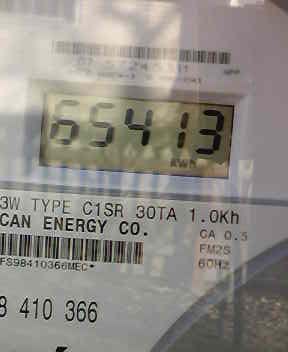 65413
KWH
3W TYPE C1SR 30TA 1.0Kh
CAN ENERGY CO.
CA 0.5
FM2S
60Hz
FS98410366MEC*
8 410 366